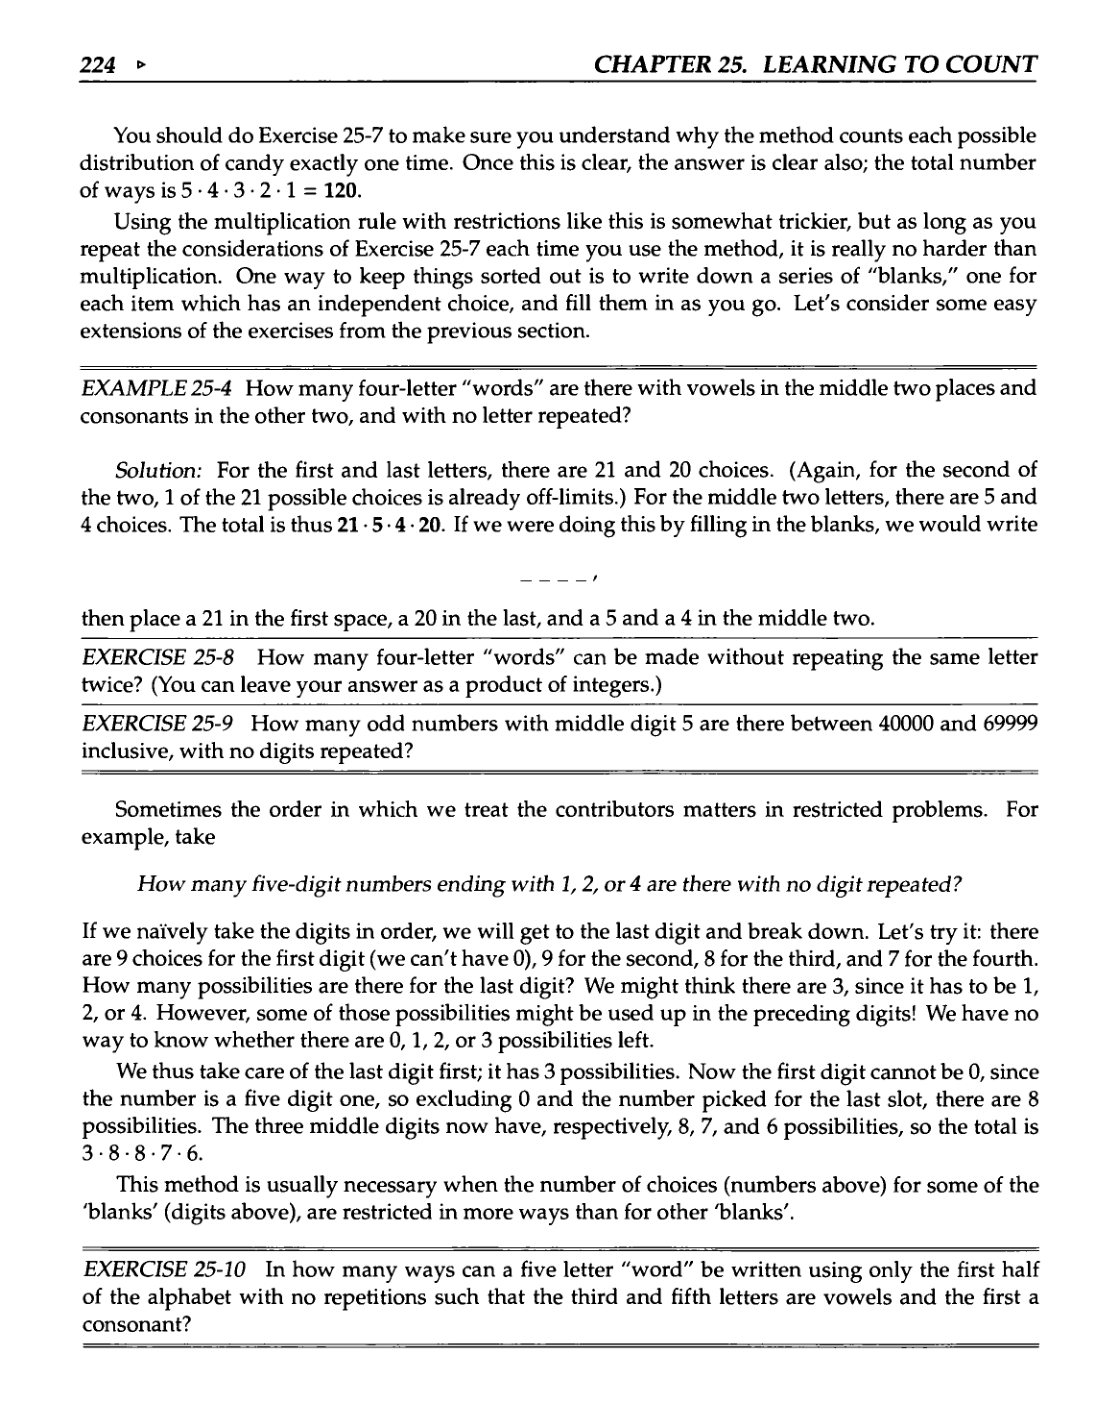 224 ▹ CHAPTER 25. LEARNING TO COUNT
You should do Exercise 25-7 to make sure you understand why the method counts each possible
distribution of candy exactly one time. Once this is clear, the answer is clear also; the total number
of ways is 5 · 4 · 3 · 2 · 1 = 120.
Using the multiplication rule with restrictions like this is somewhat trickier, but as long as you
repeat the considerations of Exercise 25-7 each time you use the method, it is really no harder than
multiplication. One way to keep things sorted out is to write down a series of "blanks," one for
each item which has an independent choice, and fill them in as you go. Let's consider some easy
extensions of the exercises from the previous section.
EXAMPLE 25-4 How many four-letter "words" are there with vowels in the middle two places and
consonants in the other two, and with no letter repeated?
Solution: For the first and last letters, there are 21 and 20 choices. (Again, for the second of
the two, 1 of the 21 possible choices is already off-limits.) For the middle two letters, there are 5 and
4 choices. The total is thus 21 · 5 · 4 · 20. If we were doing this by filling in the blanks, we would write
_ _ _ _ ,
then place a 21 in the first space, a 20 in the last, and a 5 and a 4 in the middle two.
EXERCISE 25-8 How many four-letter "words" can be made without repeating the same letter
twice? (You can leave your answer as a product of integers.)
EXERCISE 25-9 How many odd numbers with middle digit 5 are there between 40000 and 69999
inclusive, with no digits repeated?
Sometimes the order in which we treat the contributors matters in restricted problems. For
example, take
How many five-digit numbers ending with 1, 2, or 4 are there with no digit repeated?
If we naïvely take the digits in order, we will get to the last digit and break down. Let's try it: there
are 9 choices for the first digit (we can't have 0), 9 for the second, 8 for the third, and 7 for the fourth.
How many possibilities are there for the last digit? We might think there are 3, since it has to be 1,
2, or 4. However, some of those possibilities might be used up in the preceding digits! We have no
way to know whether there are 0, 1, 2, or 3 possibilities left.
We thus take care of the last digit first; it has 3 possibilities. Now the first digit cannot be 0, since
the number is a five digit one, so excluding 0 and the number picked for the last slot, there are 8
possibilities. The three middle digits now have, respectively, 8, 7, and 6 possibilities, so the total is
3 · 8 · 8 · 7 · 6.
This method is usually necessary when the number of choices (numbers above) for some of the
'blanks' (digits above), are restricted in more ways than for other 'blanks'.
EXERCISE 25-10 In how many ways can a five letter "word" be written using only the first half
of the alphabet with no repetitions such that the third and fifth letters are vowels and the first a
consonant?